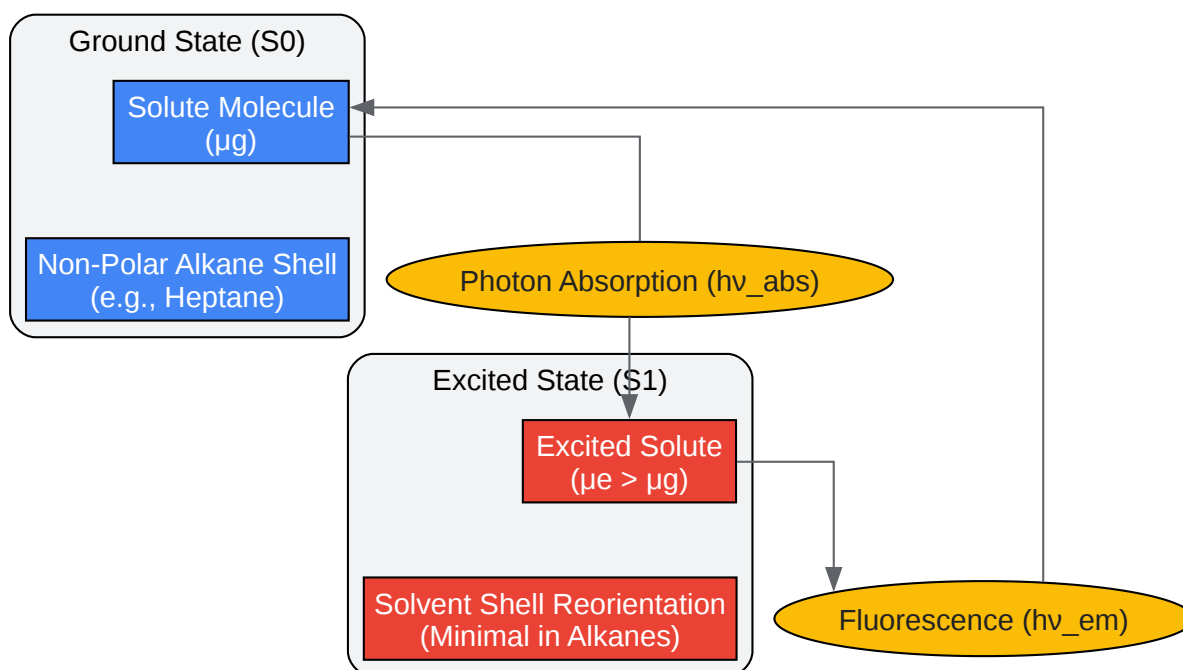 Ground State (S0)
Solute Molecule
(μg)
Non-Polar Alkane Shell
(e.g., Heptane)
Photon Absorption (hν_abs)
Excited State (S1)
Excited Solute
(μe > μg)
Solvent Shell Reorientation
(Minimal in Alkanes)
Fluorescence (hν_em)